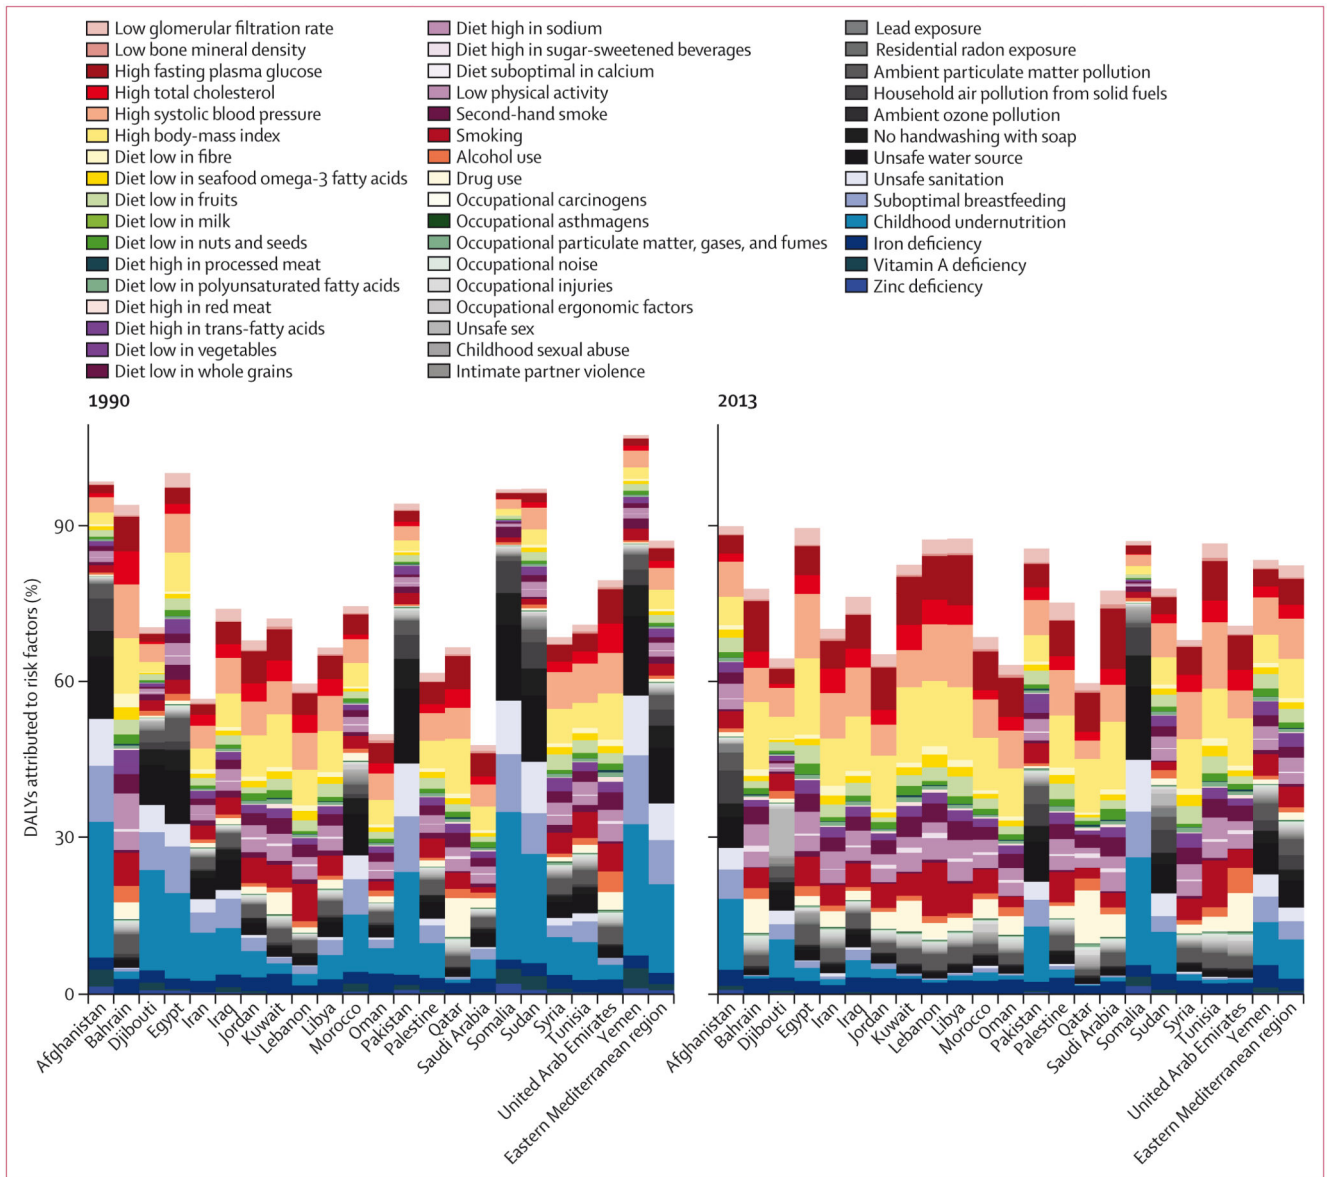 Low glomerular filtration rate
Low bone mineral density
High fasting plasma glucose
High total cholesterol
High systolic blood pressure
High body-mass index
Diet low in fibre
Diet low in seafood omega-3 fatty acids
Diet low in fruits
Diet low in milk
Diet low in nuts and seeds
Diet high in processed meat
Diet low in polyunsaturated fatty acids
Diet high in red meat
Diet high in trans-fatty acids
Diet low in vegetables
Diet low in whole grains
Diet high in sodium
Diet high in sugar-sweetened beverages
Diet suboptimal in calcium
Low physical activity
Second-hand smoke
Smoking
Alcohol use
Drug use
Occupational carcinogens
Occupational asthmagens
Occupational particulate matter, gases, and fumes
Occupational noise
Occupational injuries
Occupational ergonomic factors
Unsafe sex
Childhood sexual abuse
Intimate partner violence
Lead exposure
Residential radon exposure
Ambient particulate matter pollution
Household air pollution from solid fuels
Ambient ozone pollution
No handwashing with soap
Unsafe water source
Unsafe sanitation
Suboptimal breastfeeding
Childhood undernutrition
Iron deficiency
Vitamin A deficiency
Zinc deficiency
1990
DALYs attributed to risk factors (%)
90
60
30
0
Afghanistan
Bahrain
Djibouti
Egypt
Iran
Iraq
Jordan
Kuwait
Lebanon
Libya
Morocco
Oman
Pakistan
Palestine
Qatar
Saudi Arabia
Somalia
Sudan
Syria
Tunisia
United Arab Emirates
Yemen
Eastern Mediterranean region
2013
Afghanistan
Bahrain
Djibouti
Egypt
Iran
Iraq
Jordan
Kuwait
Lebanon
Libya
Morocco
Oman
Pakistan
Palestine
Qatar
Saudi Arabia
Somalia
Sudan
Syria
Tunisia
United Arab Emirates
Yemen
Eastern Mediterranean region